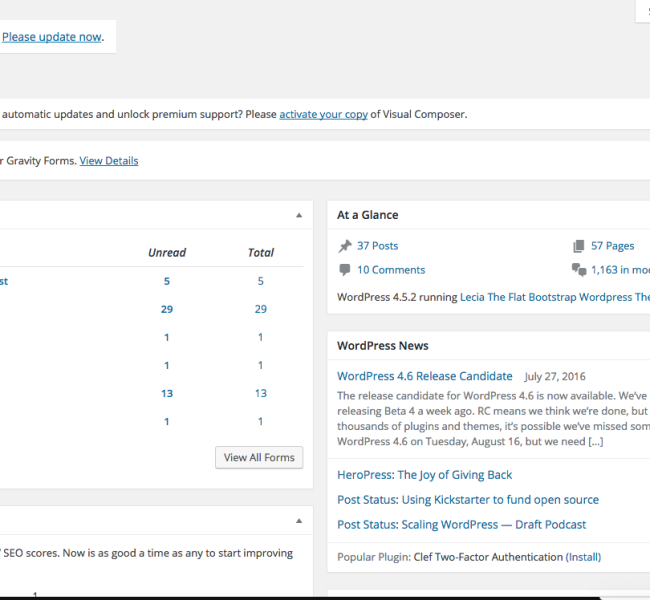 Please update now.
automatic updates and unlock premium support? Please activate your copy of Visual Composer.
r Gravity Forms. View Details
Unread Total
st 5 5
29 29
1 1
1 1
13 13
1 1
View All Forms
SEO scores. Now is as good a time as any to start improving
1
At a Glance
37 Posts 57 Pages
10 Comments 1,163 in mod
WordPress 4.5.2 running Lecia The Flat Bootstrap Wordpress The
WordPress News
WordPress 4.6 Release Candidate July 27, 2016
The release candidate for WordPress 4.6 is now available. We've
releasing Beta 4 a week ago. RC means we think we're done, but
thousands of plugins and themes, it's possible we've missed som
WordPress 4.6 on Tuesday, August 16, but we need […]
HeroPress: The Joy of Giving Back
Post Status: Using Kickstarter to fund open source
Post Status: Scaling WordPress — Draft Podcast
Popular Plugin: Clef Two-Factor Authentication (Install)